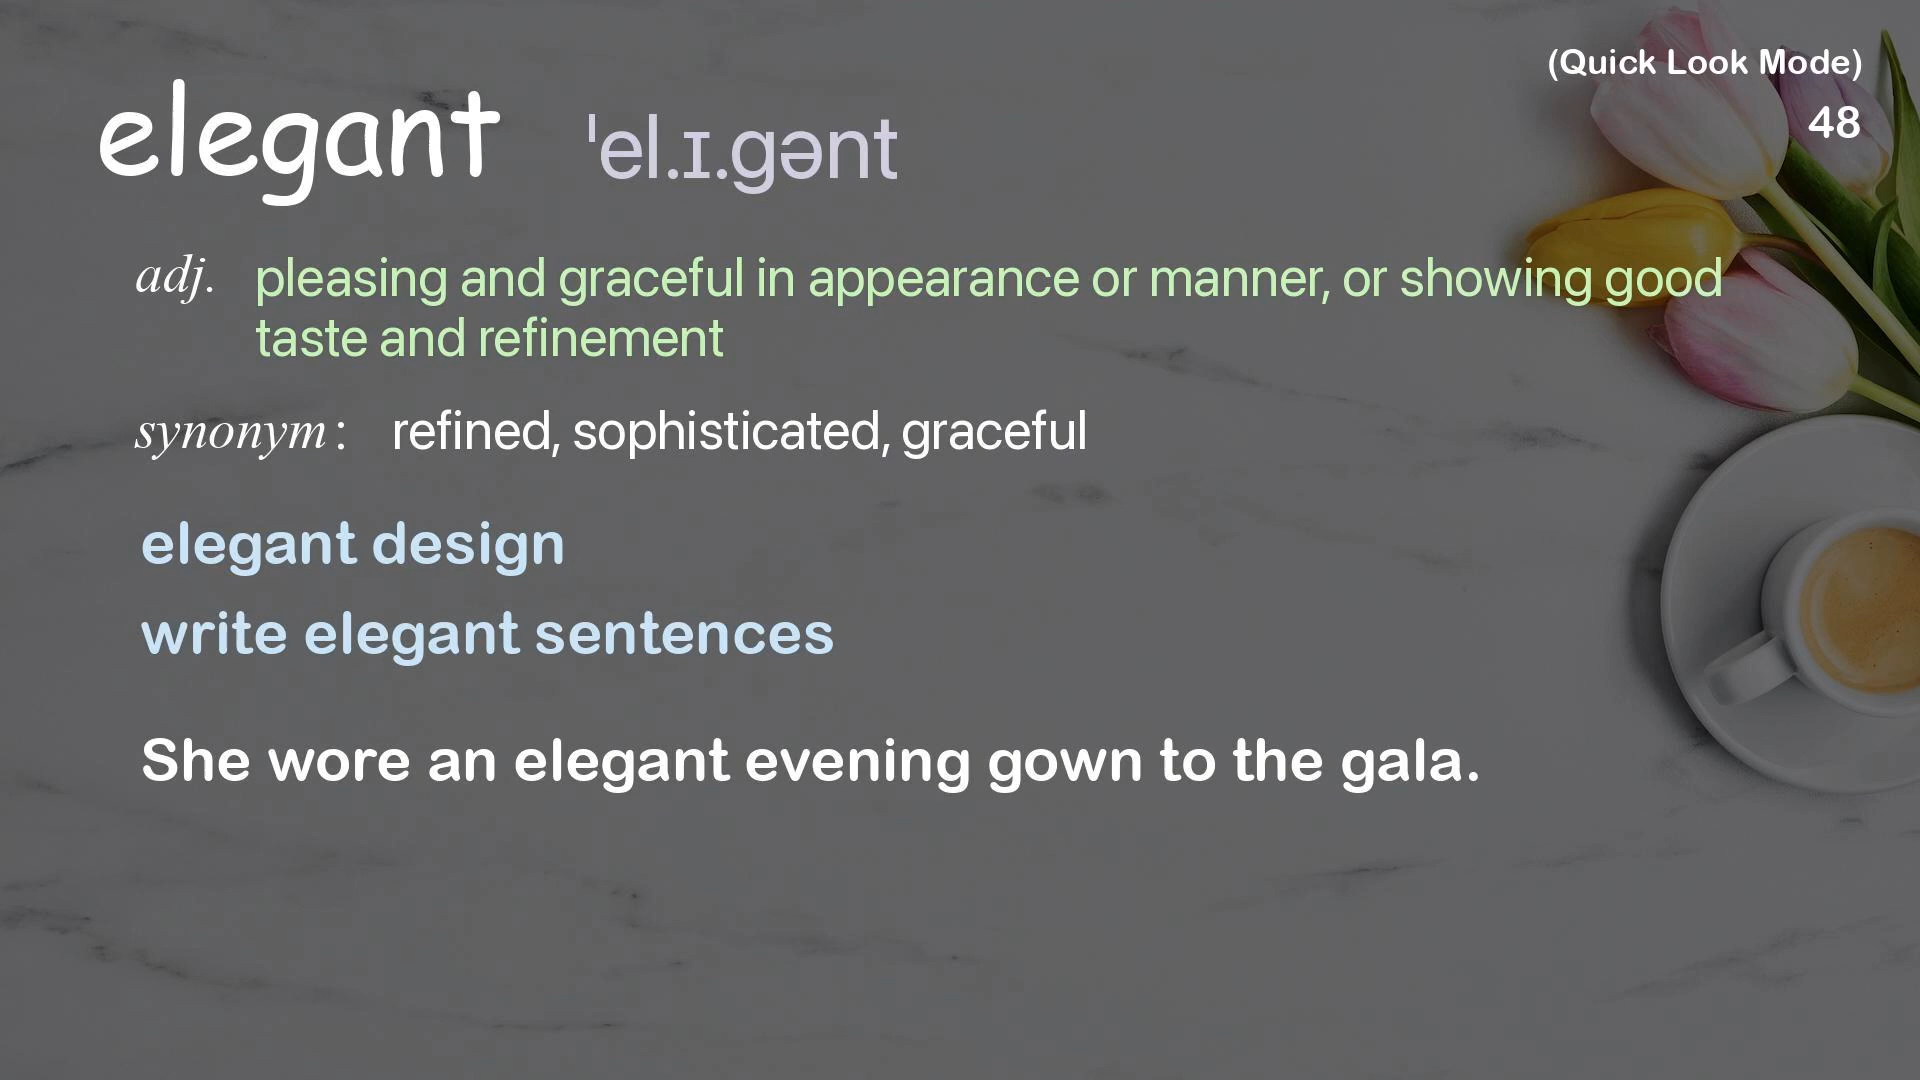 (Quick Look Mode)
48
elegant ˈel.ɪ.ɡənt
adj. pleasing and graceful in appearance or manner, or showing good
taste and refinement
synonym: refined, sophisticated, graceful
elegant design
write elegant sentences
She wore an elegant evening gown to the gala.